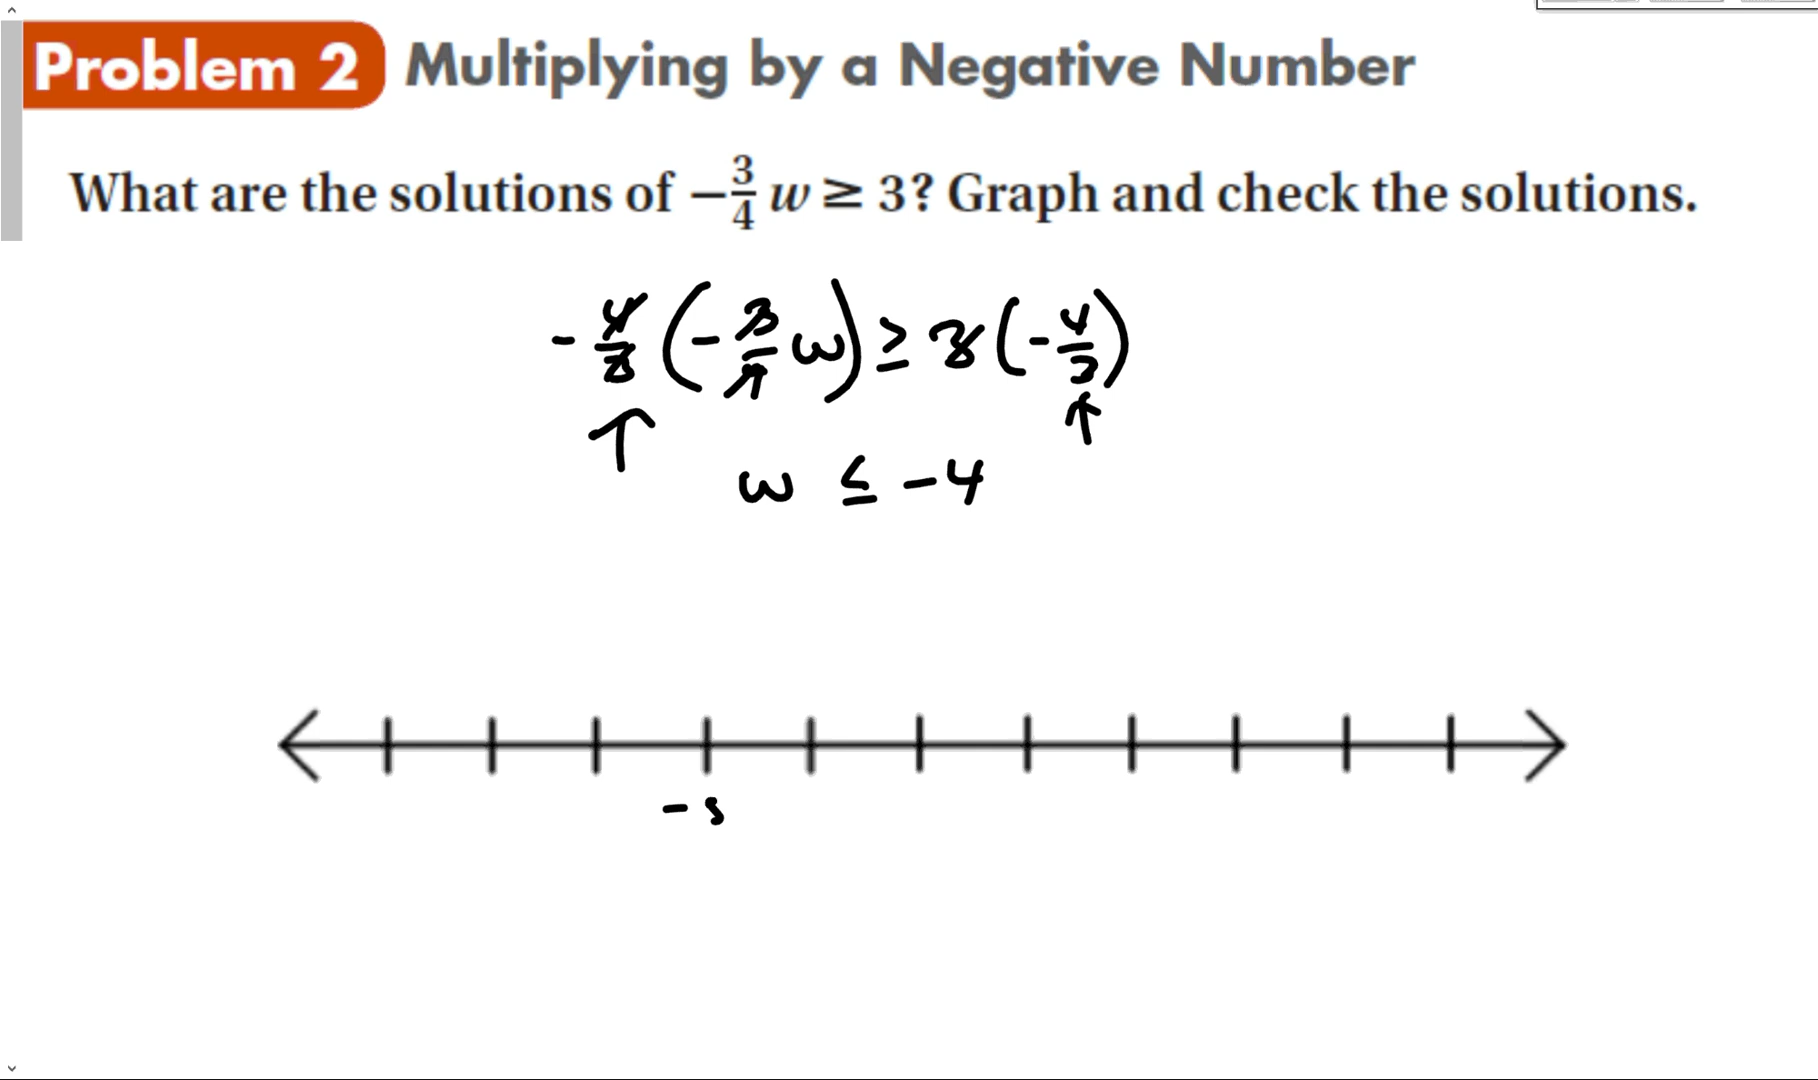 Problem 2 Multiplying by a Negative Number
What are the solutions of −3/4 w ≥ 3? Graph and check the solutions.
-4/3 (-3/4 w) ≥ 3 (-4/3)
w ≤ -4